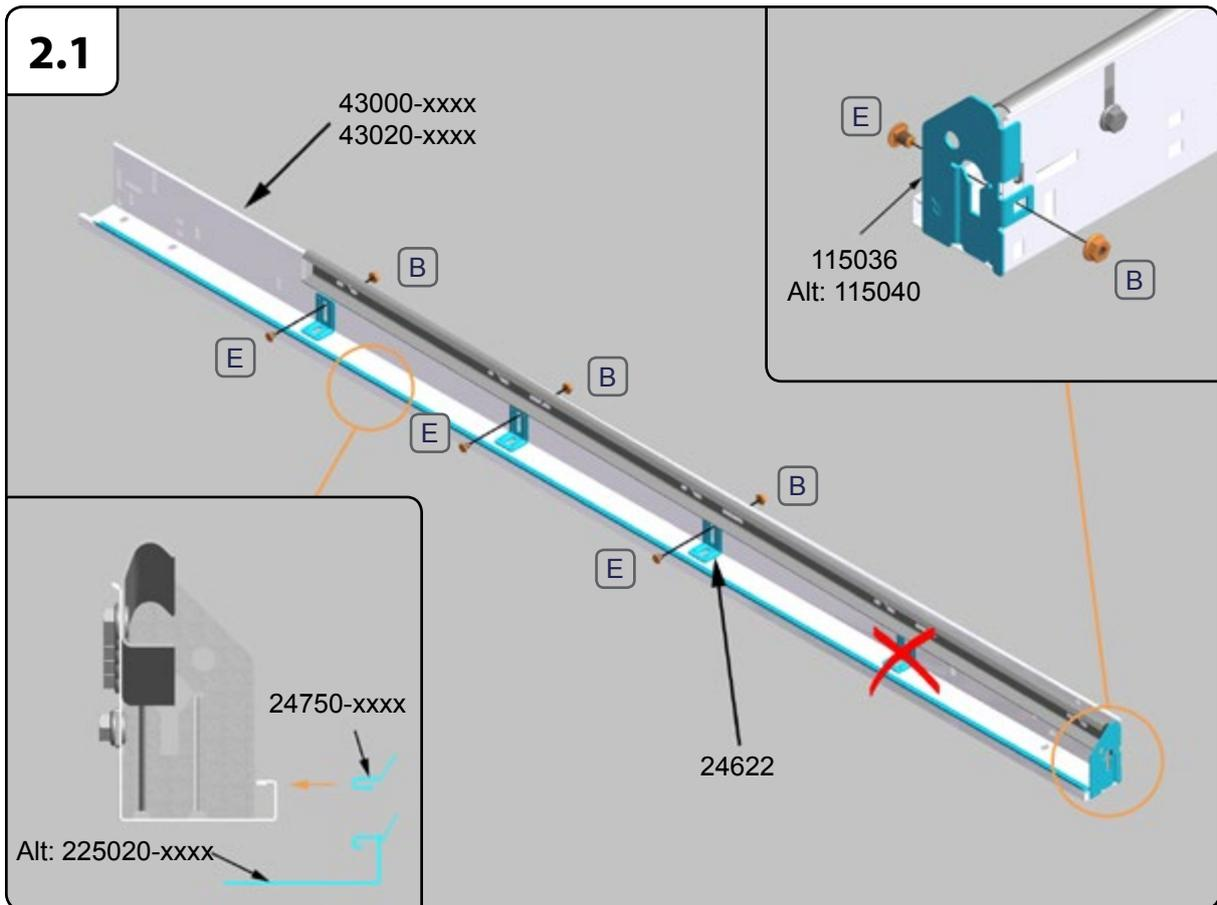 2.1
43000-xxxx
43020-xxxx
E
115036
Alt: 115040
B
B
E
B
E
B
E
24622
24750-xxxx
Alt: 225020-xxxx